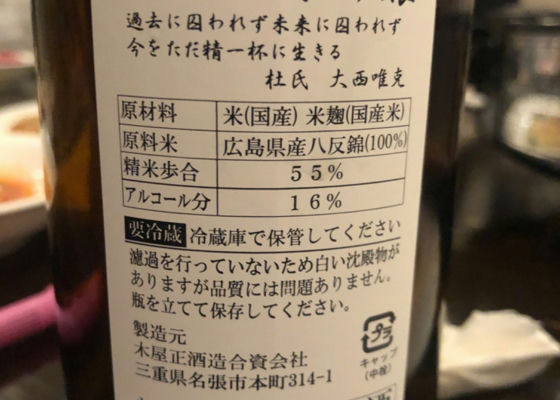 過去に囚われず未来に囚われず
今をただ精一杯に生きる
杜氏 大西唯克
原材料 米(国産) 米麹(国産米)
原料米 広島県産八反錦(100%)
精米歩合 55%
アルコール分 16%
要冷蔵 冷蔵庫で保管してください
濾過を行っていないため白い沈殿物が
ありますが品質には問題ありません。
瓶を立てて保存してください。
製造元
木屋正酒造合資会社
三重県名張市本町314-1
プラ
キャップ
(中栓)